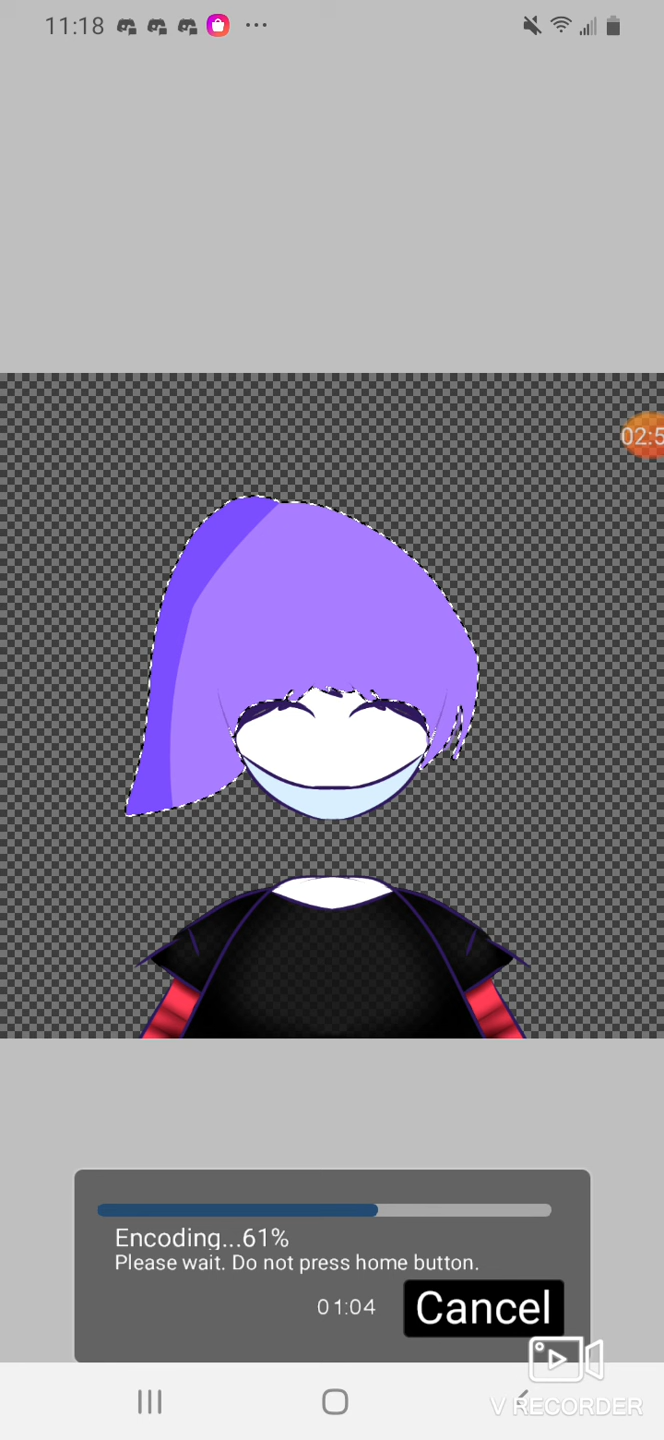 11:18
02:5
Encoding...61%
Please wait. Do not press home button.
01:04
Cancel
V RECORDER